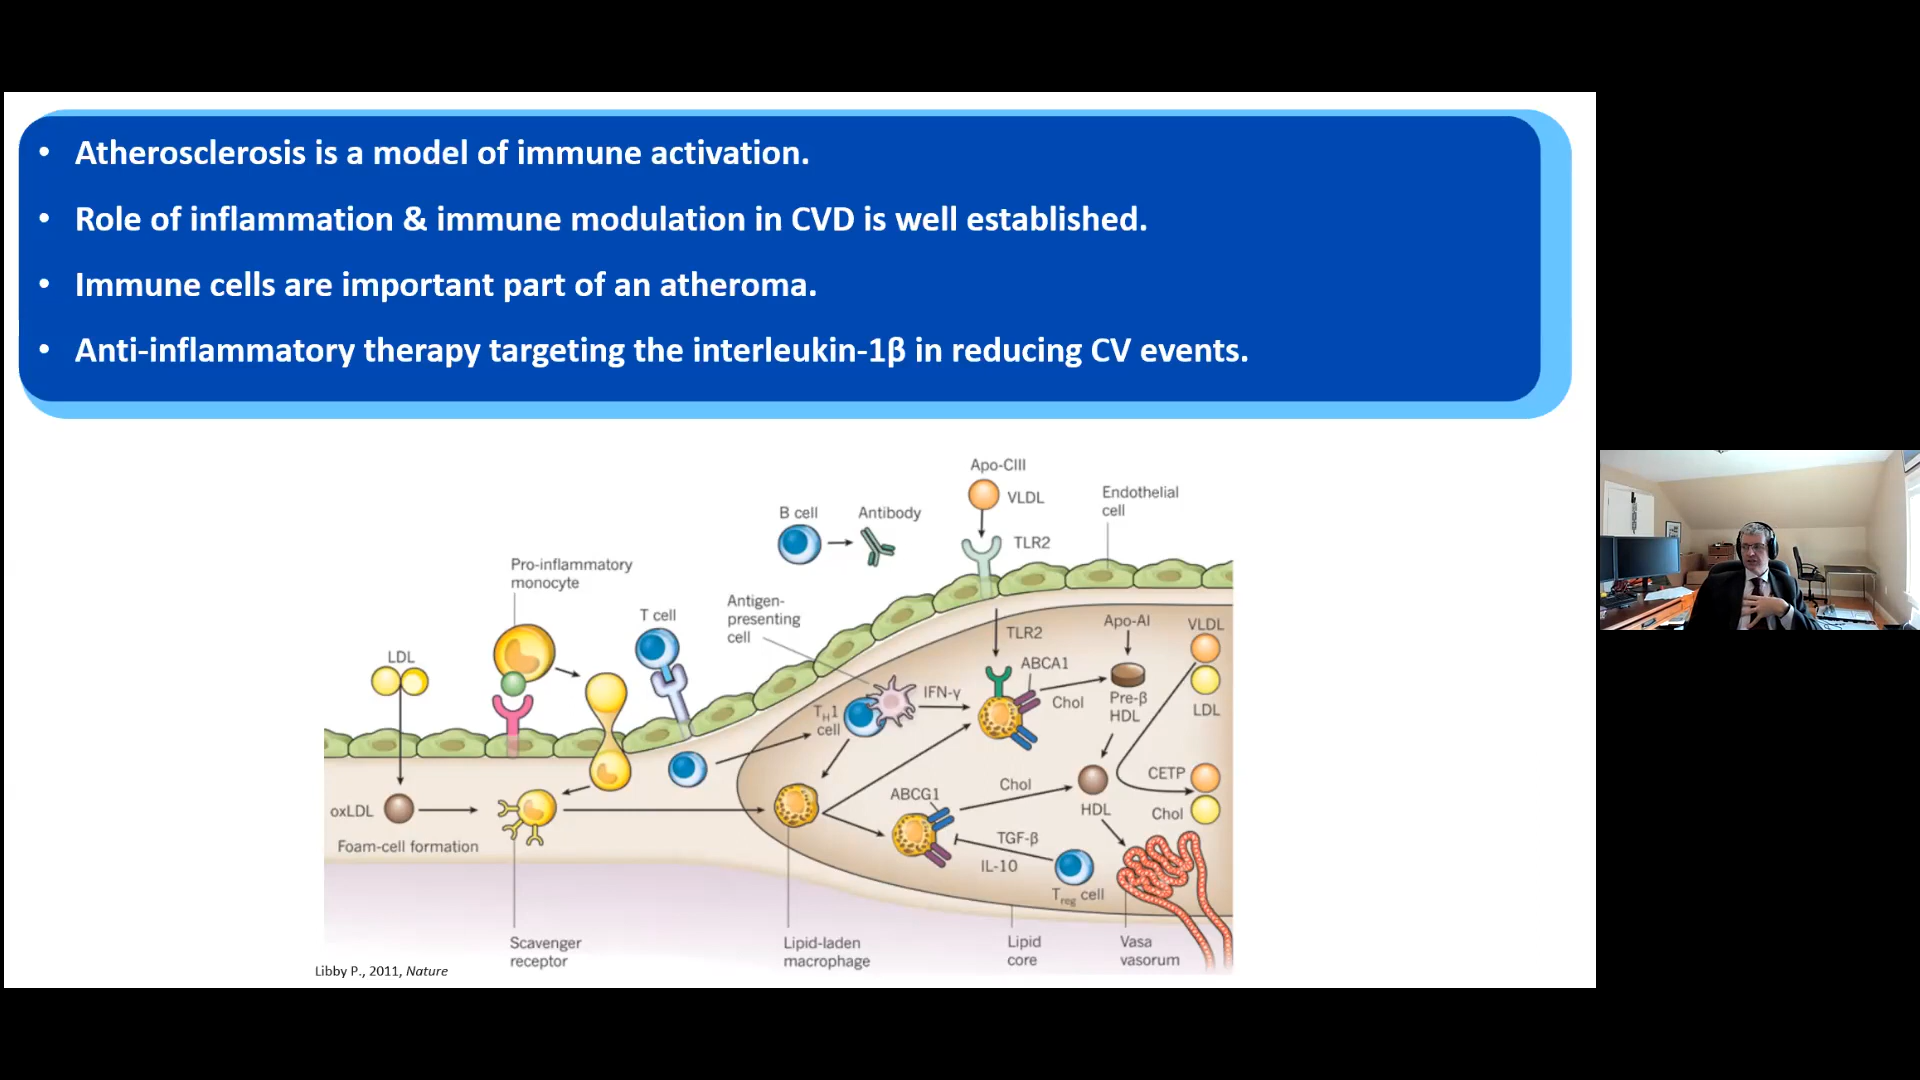 • Atherosclerosis is a model of immune activation.
• Role of inflammation & immune modulation in CVD is well established.
• Immune cells are important part of an atheroma.
• Anti-inflammatory therapy targeting the interleukin-1β in reducing CV events.
Apo-CIII
VLDL
Endothelial
cell
B cell
Antibody
TLR2
Pro-inflammatory
monocyte
T cell
Antigen-
presenting
cell
LDL
TLR2
Apo-AI
VLDL
ABCA1
IFN-γ
Chol
Pre-β
HDL
LDL
TH1
cell
CETP
Chol
ABCG1
Chol
HDL
oxLDL
Foam-cell formation
TGF-β
IL-10
Treg cell
Scavenger
receptor
Lipid-laden
macrophage
Lipid
core
Vasa
vasorum
Libby P., 2011, Nature